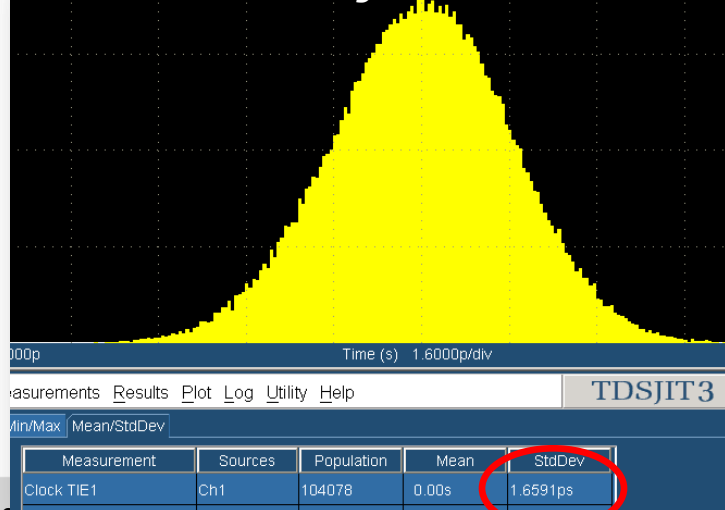 000p Time (s) 1.6000p/div
easurements Results Plot Log Utility Help TDSJIT3
Min/Max Mean/StdDev
Measurement Sources Population Mean StdDev
Clock TIE1 Ch1 104078 0.00s 1.6591ps